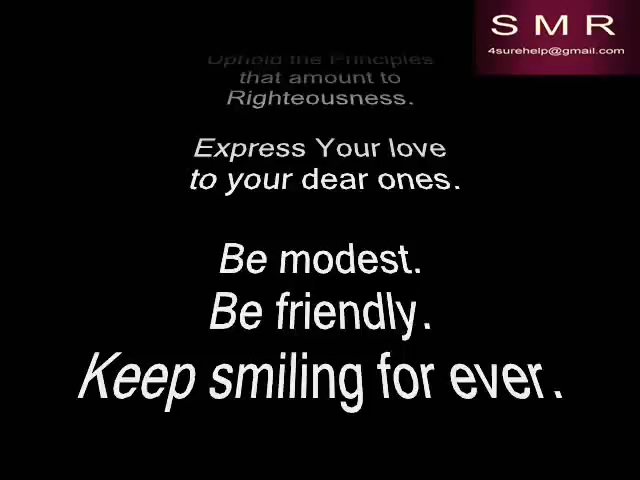 S M R
4surehelp@gmail.com
Uphold the Principles
that amount to
Righteousness.
Express Your love
to your dear ones.
Be modest.
Be friendly.
Keep smiling for ever.